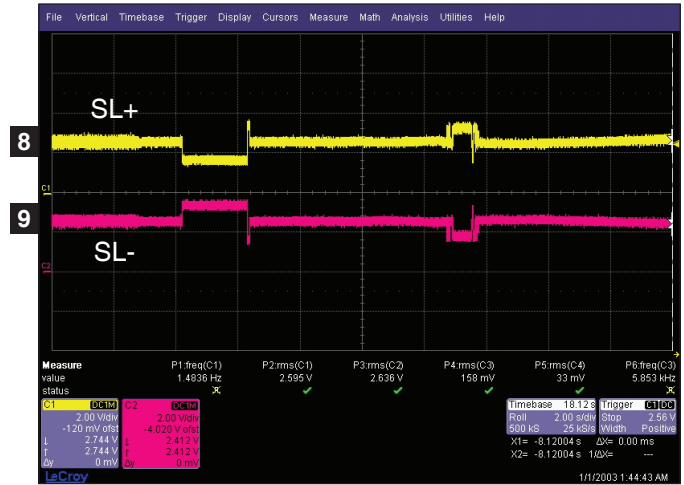 File Vertical Timebase Trigger Display Cursors Measure Math Analysis Utilities Help
SL+
8
C1
9
SL-
C2
Measure P1:freq(C1) P2:rms(C1) P3:rms(C2) P4:rms(C3) P5:rms(C4) P6:freq(C3)
value 1.4836 Hz 2.595 V 2.636 V 158 mV 33 mV 5.853 kHz
status
C1 DC1M
2.00 V/div
-120 mV ofst
↓ 2.744 V
↑ 2.744 V
Δy 0 mV
C2 DC1M
2.00 V/div
-4.020 V ofst
↓ 2.412 V
↑ 2.412 V
Δy 0 mV
Timebase 18.12 s
Roll 2.00 s/div
500 kS 25 kS/s
Trigger C1 DC
Stop 2.56 V
Width Positive
X1= -8.12004 s ΔX= 0.00 ms
X2= -8.12004 s 1/ΔX= ---
LeCroy
1/1/2003 1:44:43 AM